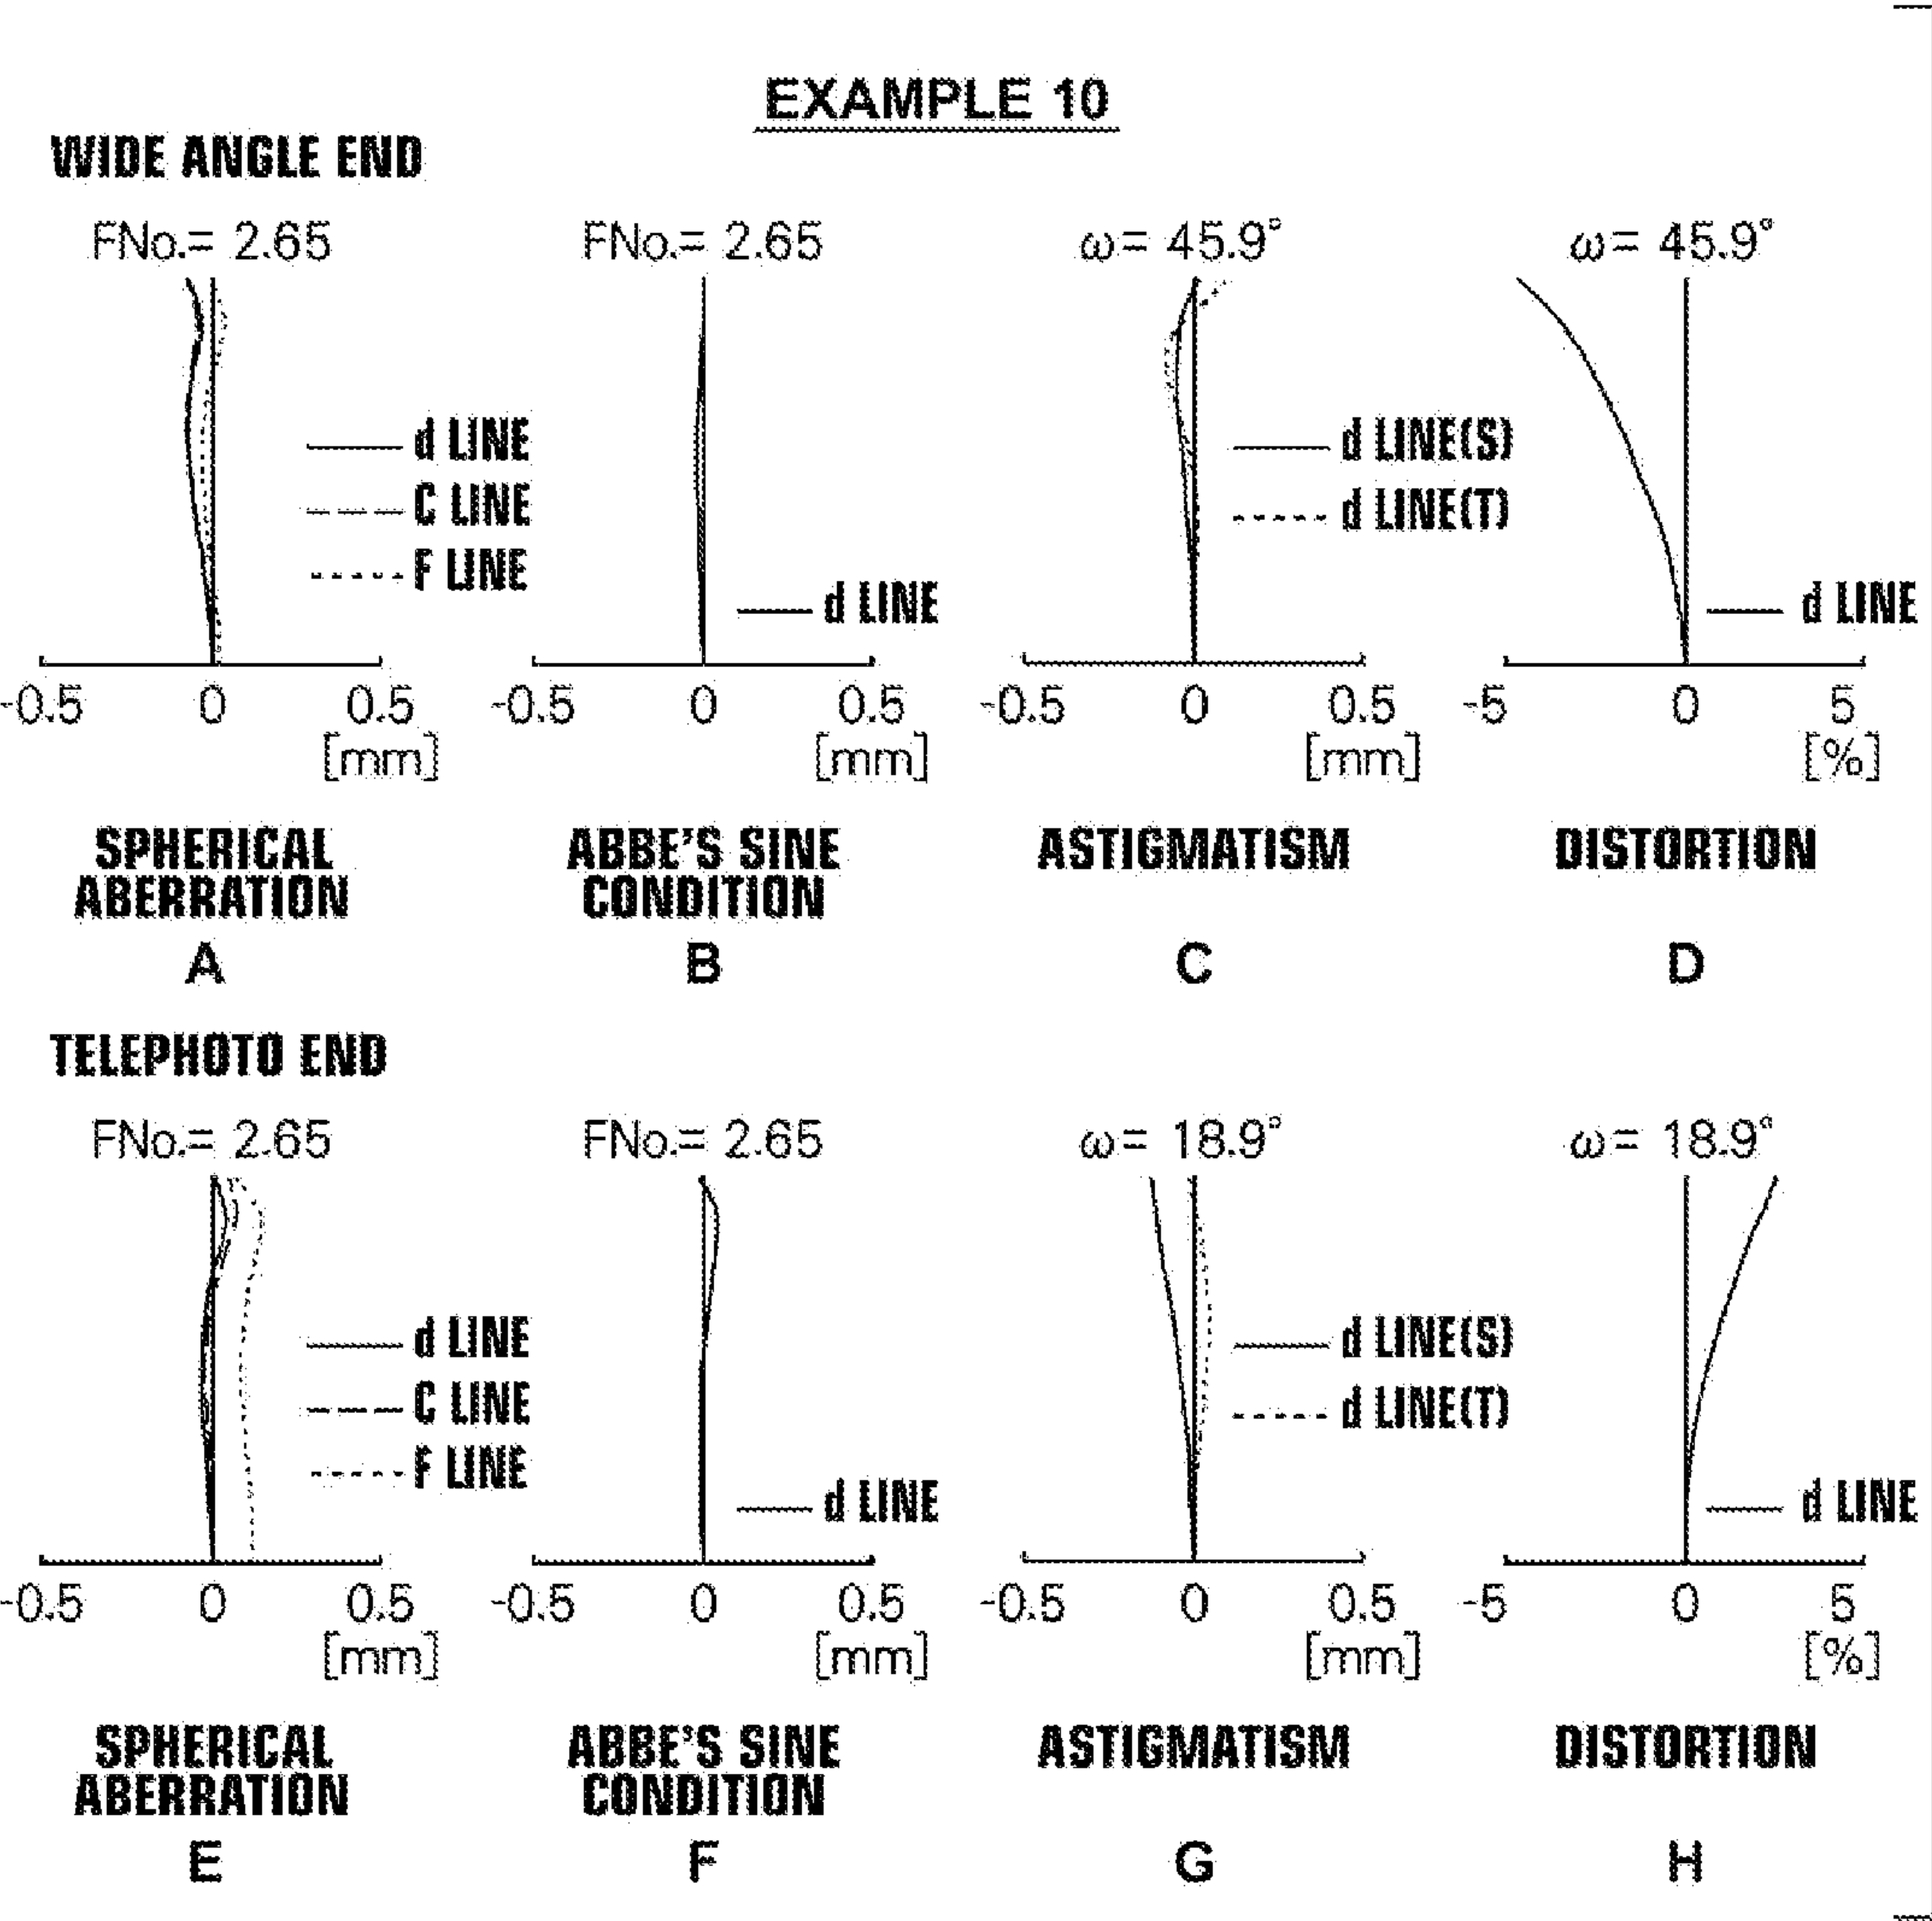 EXAMPLE 10
WIDE ANGLE END
FNo.= 2.65
FNo.= 2.65
ω= 45.9°
ω= 45.9°
d LINE
C LINE
F LINE
d LINE
d LINE(S)
d LINE(T)
d LINE
-0.5 0 0.5
[mm]
-0.5 0 0.5
[mm]
-0.5 0 0.5
[mm]
-5 0 5
[%]
SPHERICAL
ABERRATION
A
ABBE'S SINE
CONDITION
B
ASTIGMATISM
C
DISTORTION
D
TELEPHOTO END
FNo.= 2.65
FNo.= 2.65
ω= 18.9°
ω= 18.9°
d LINE
C LINE
F LINE
d LINE
d LINE(S)
d LINE(T)
d LINE
-0.5 0 0.5
[mm]
-0.5 0 0.5
[mm]
-0.5 0 0.5
[mm]
-5 0 5
[%]
SPHERICAL
ABERRATION
E
ABBE'S SINE
CONDITION
F
ASTIGMATISM
G
DISTORTION
H